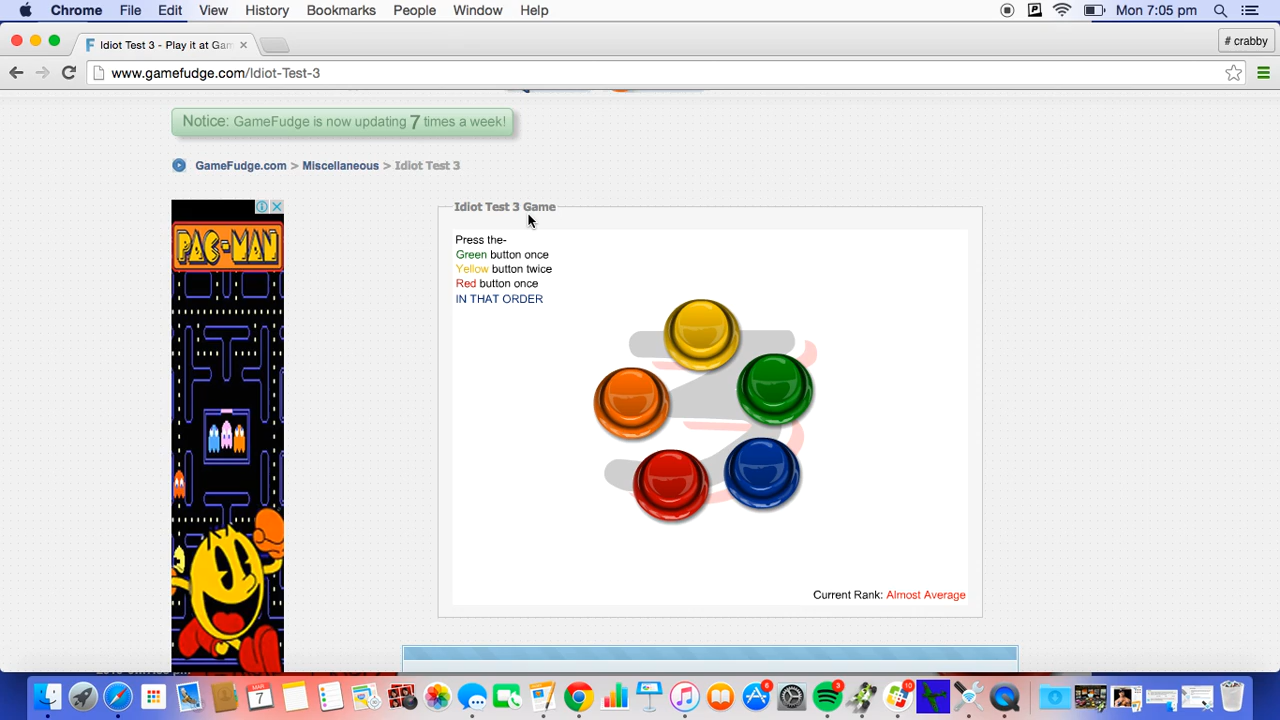 Chrome File Edit View History Bookmarks People Window Help Mon 7:05 pm
Idiot Test 3 - Play it at Gam
# crabby
www.gamefudge.com/Idiot-Test-3
Notice: GameFudge is now updating 7 times a week!
GameFudge.com > Miscellaneous > Idiot Test 3
PAC-MAN
Idiot Test 3 Game
Press the-
Green button once
Yellow button twice
Red button once
IN THAT ORDER
Current Rank: Almost Average